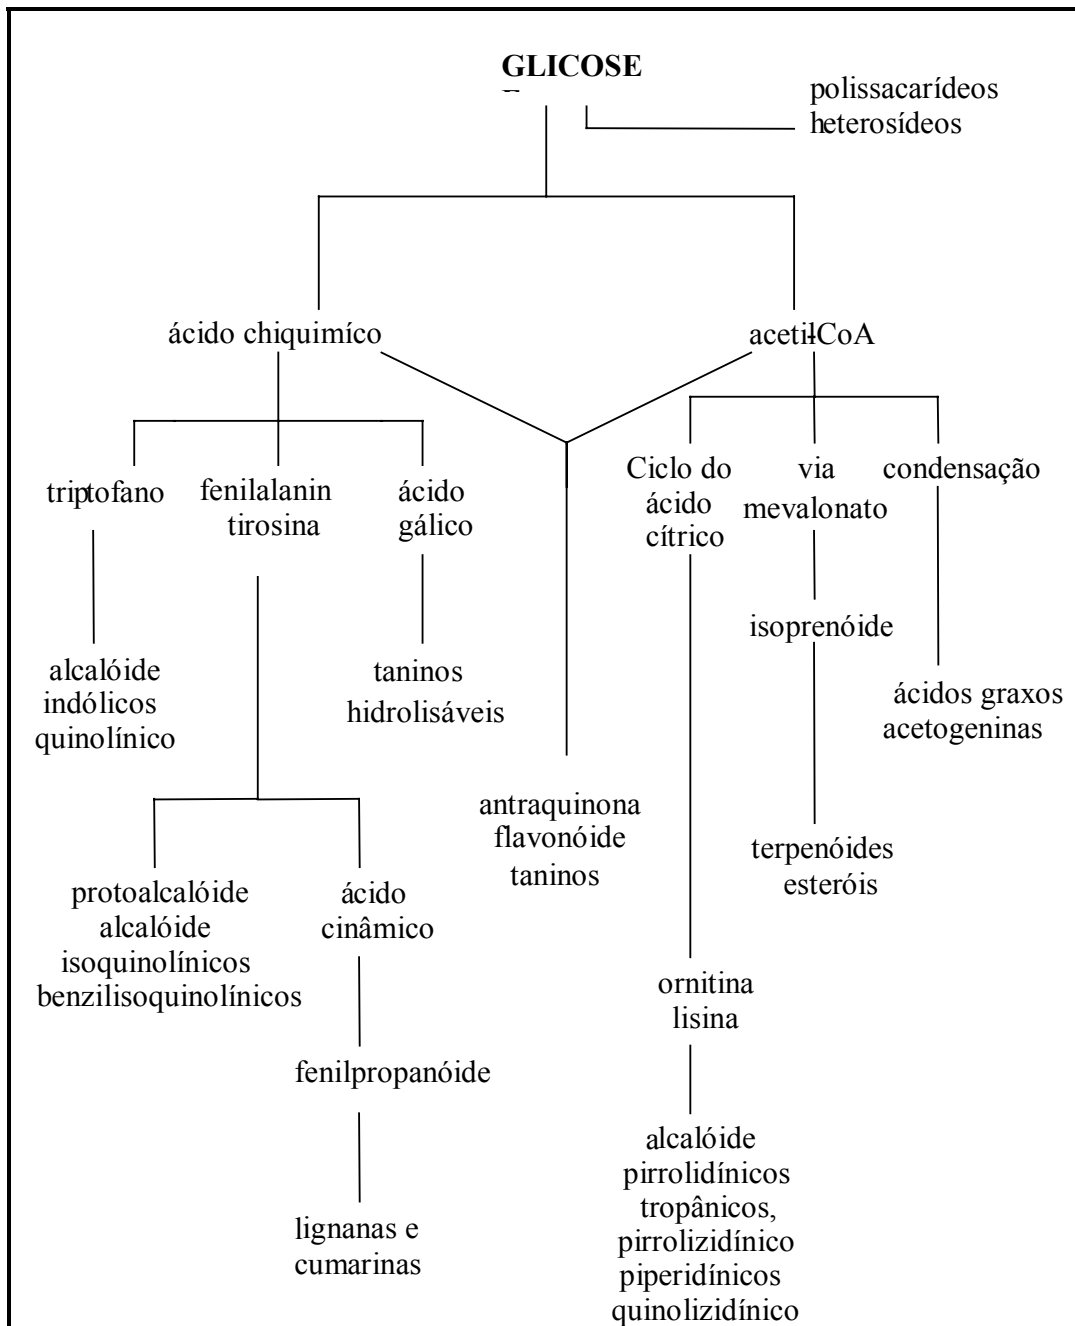 GLICOSE
polissacarídeos
heterosídeos
ácido chiquimíco
acetil-CoA
triptofano
fenilalanin
tirosina
ácido
gálico
Ciclo do
ácido
cítrico
via
mevalonato
condensação
alcalóide
indólicos
quinolínico
taninos
hidrolisáveis
isoprenóide
ácidos graxos
acetogeninas
antraquinona
flavonóide
taninos
terpenóides
esteróis
protoalcalóide
alcalóide
isoquinolínicos
benzilisoquinolínicos
ácido
cinâmico
ornitina
lisina
fenilpropanóide
alcalóide
pirrolidínicos
tropânicos,
pirrolizidínico
piperidínicos
quinolizidínico
lignanas e
cumarinas